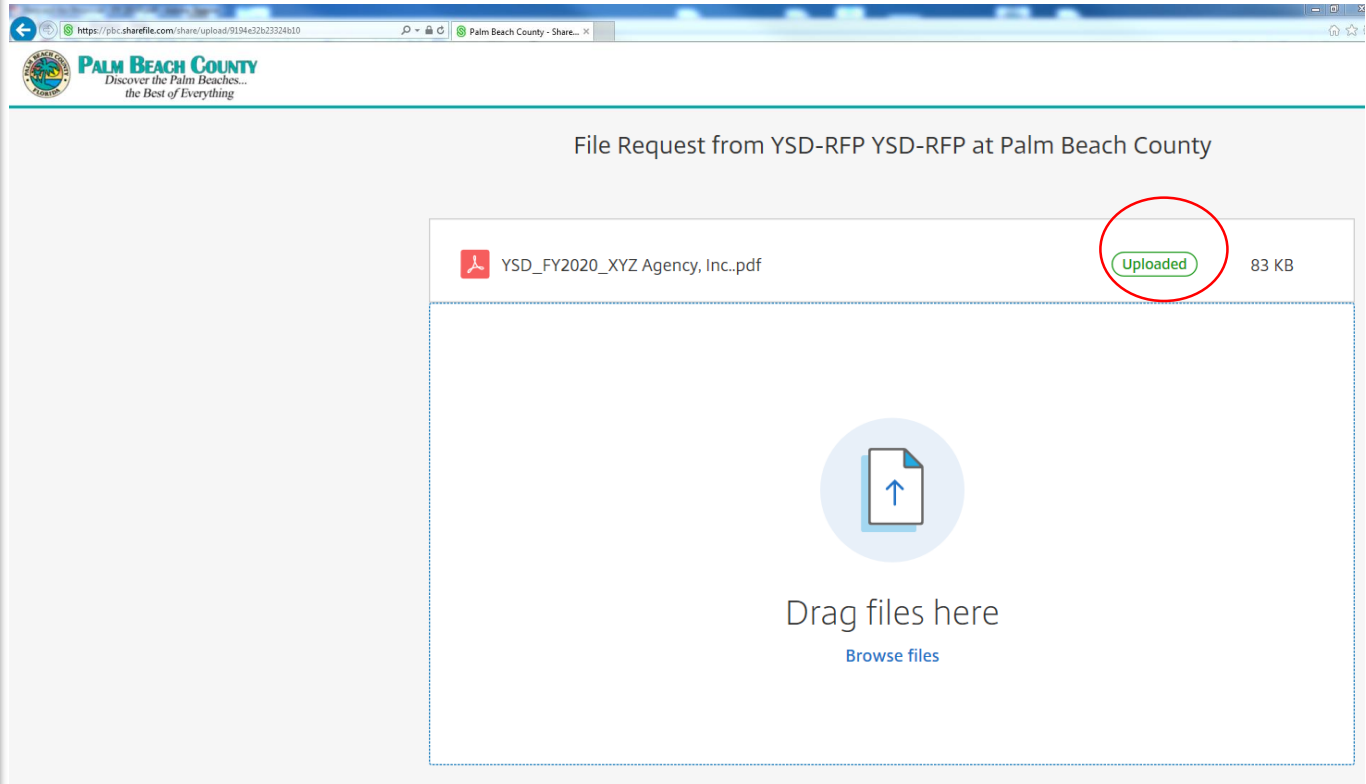 https://pbc.sharefile.com/share/upload/9194e32b23324b10
Palm Beach County - Share...
PALM BEACH COUNTY
Discover the Palm Beaches...
the Best of Everything
File Request from YSD-RFP YSD-RFP at Palm Beach County
YSD_FY2020_XYZ Agency, Inc..pdf Uploaded 83 KB
Drag files here
Browse files